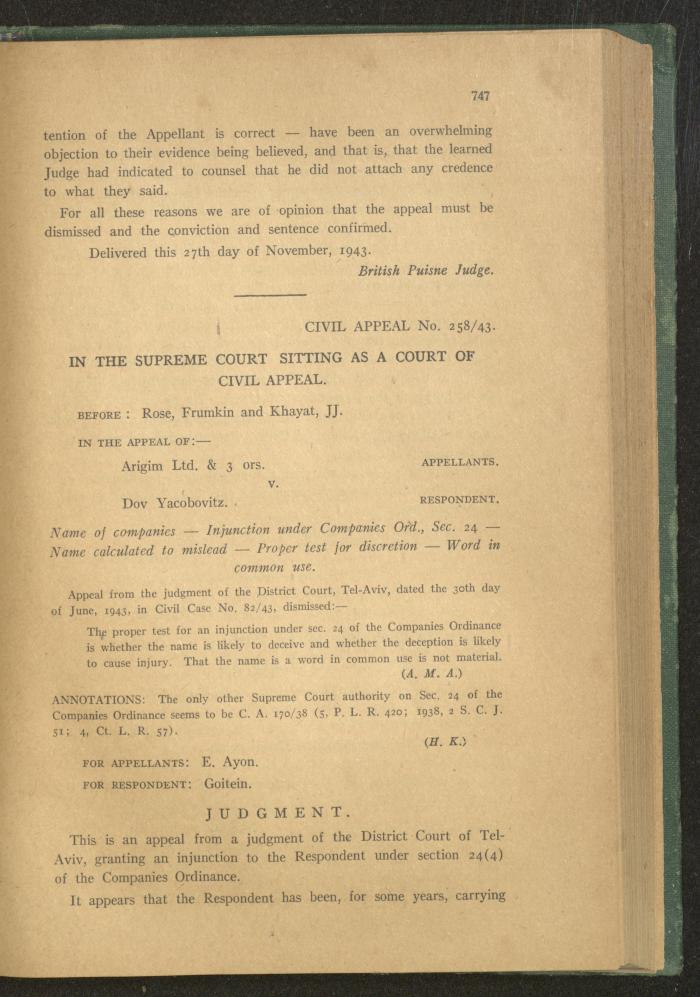 747
tention of the Appellant is correct — have been an overwhelming
objection to their evidence being believed, and that is, that the learned
Judge had indicated to counsel that he did not attach any credence
to what they said.
For all these reasons we are of opinion that the appeal must be
dismissed and the conviction and sentence confirmed.
Delivered this 27th day of November, 1943.
British Puisne Judge.
CIVIL APPEAL No. 258/43.
IN THE SUPREME COURT SITTING AS A COURT OF
CIVIL APPEAL.
BEFORE : Rose, Frumkin and Khayat, JJ.
IN THE APPEAL OF:—
Arigim Ltd. & 3 ors. APPELLANTS.
v.
Dov Yacobovitz. RESPONDENT.
Name of companies — Injunction under Companies Ord., Sec. 24 —
Name calculated to mislead — Proper test for discretion — Word in
common use.
Appeal from the judgment of the District Court, Tel-Aviv, dated the 30th day
of June, 1943, in Civil Case No. 82/43, dismissed:—
The proper test for an injunction under sec. 24 of the Companies Ordinance
is whether the name is likely to deceive and whether the deception is likely
to cause injury. That the name is a word in common use is not material.
(A. M. A.)
ANNOTATIONS: The only other Supreme Court authority on Sec. 24 of the
Companies Ordinance seems to be C. A. 170/38 (5, P. L. R. 420; 1938, 2 S. C. J.
51; 4, Ct. L. R. 57).
(H. K.)
FOR APPELLANTS: E. Ayon.
FOR RESPONDENT: Goitein.
JUDGMENT.
This is an appeal from a judgment of the District Court of Tel-
Aviv, granting an injunction to the Respondent under section 24(4)
of the Companies Ordinance.
It appears that the Respondent has been, for some years, carrying